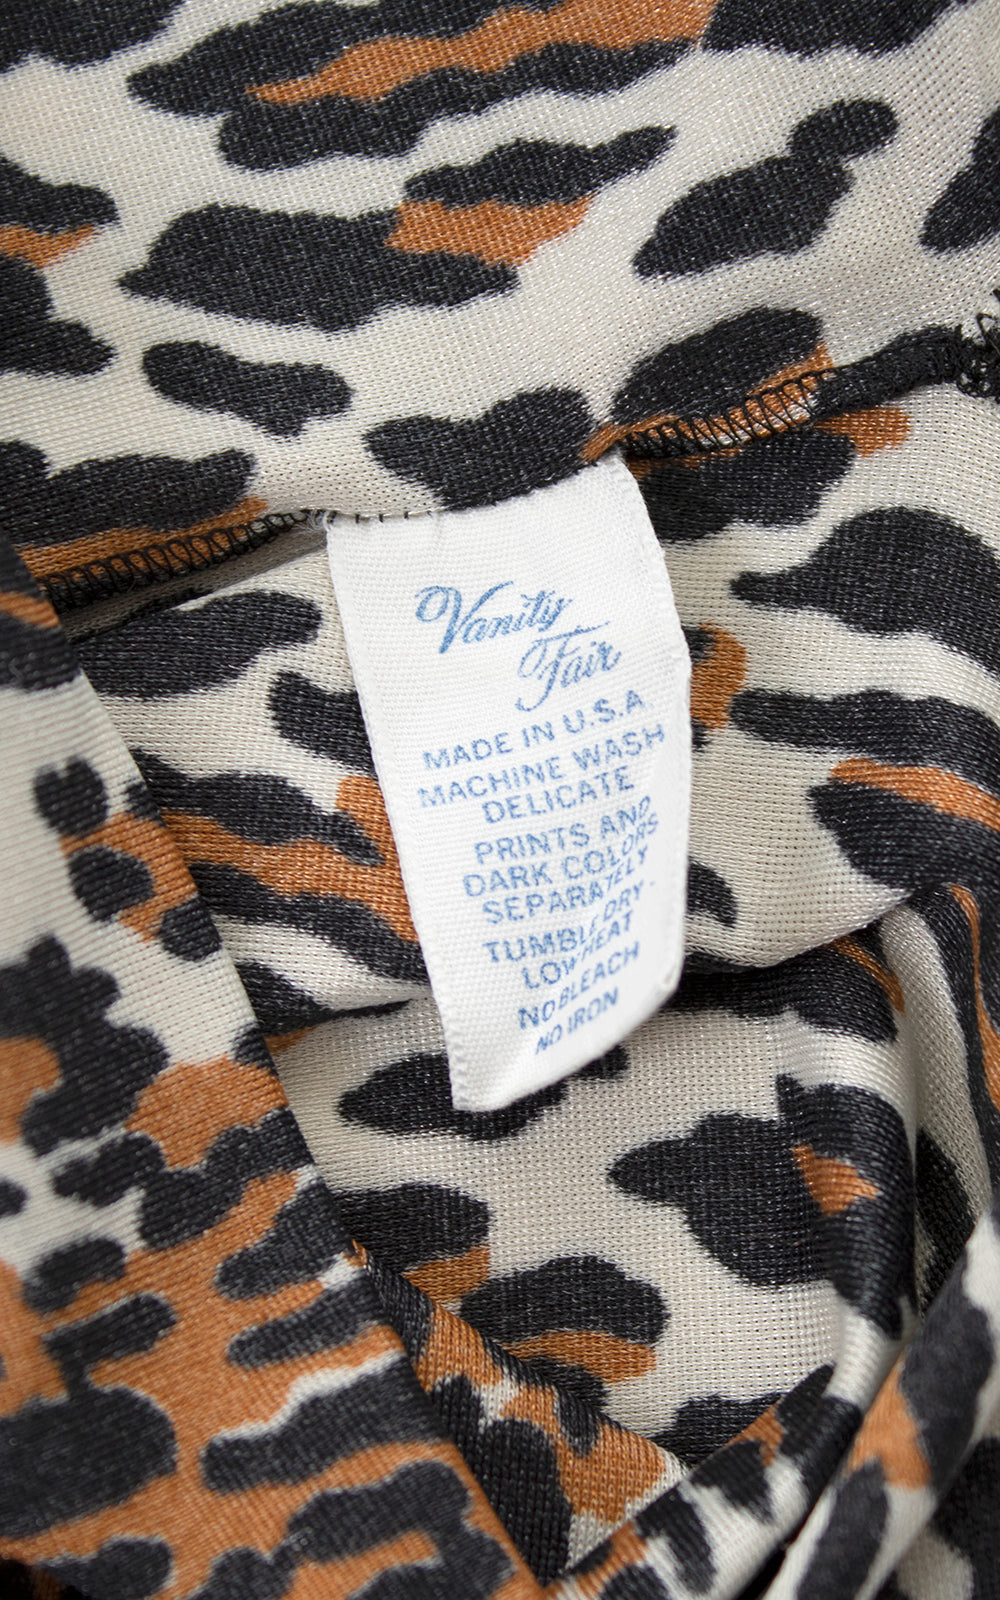 Vanity
Fair
MADE IN U.S.A
MACHINE WASH
DELICATE
PRINTS AND
DARK COLORS
SEPARATELY
TUMBLE DRY -
LOW HEAT
NO BLEACH
NO IRON